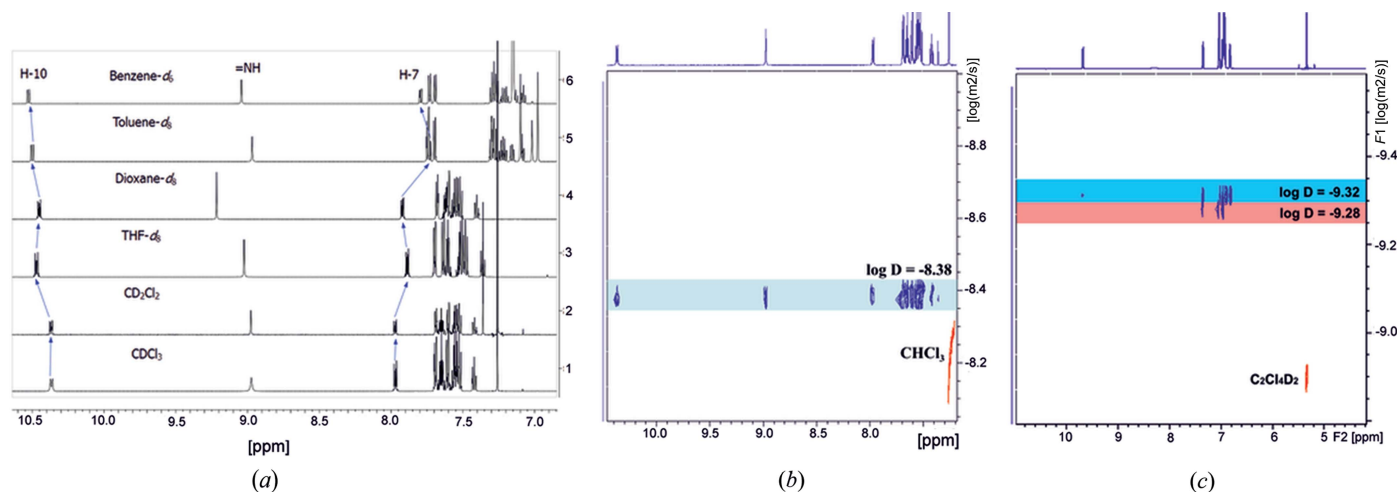 H-10 =NH H-7
Benzene-d6 6
Toluene-d8 5
Dioxane-d8 4
THF-d8 3
CD2Cl2 2
CDCl3 1
10.5 10.0 9.5 9.0 8.5 8.0 7.5 7.0
[ppm]
(a)
[log(m2/s)]
-8.8
-8.6
log D = -8.38
-8.4
CHCl3
-8.2
10.0 9.0 8.0 [ppm]
(b)
F1 [log(m2/s)]
-9.4
log D = -9.32
log D = -9.28
-9.2
-9.0
C2Cl4D2
10 9 8 7 6 5 F2 [ppm]
(c)